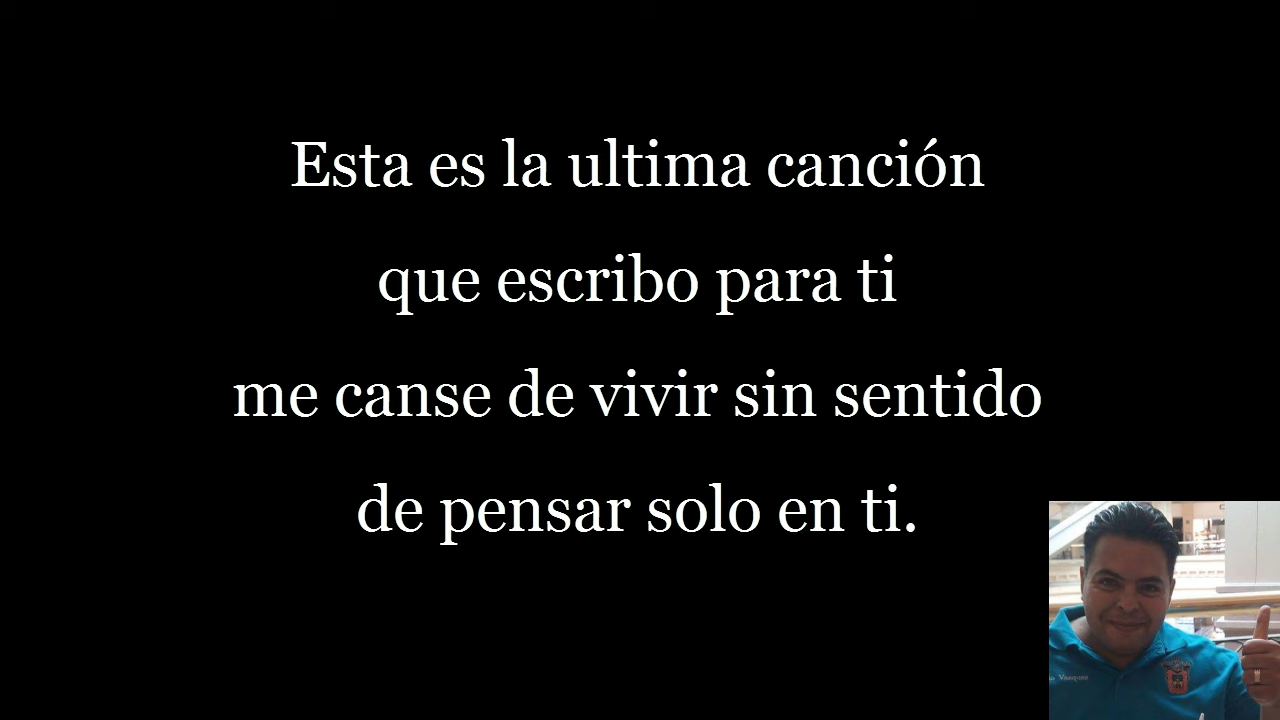 Esta es la ultima canción
que escribo para ti
me canse de vivir sin sentido
de pensar solo en ti.
Vasquez